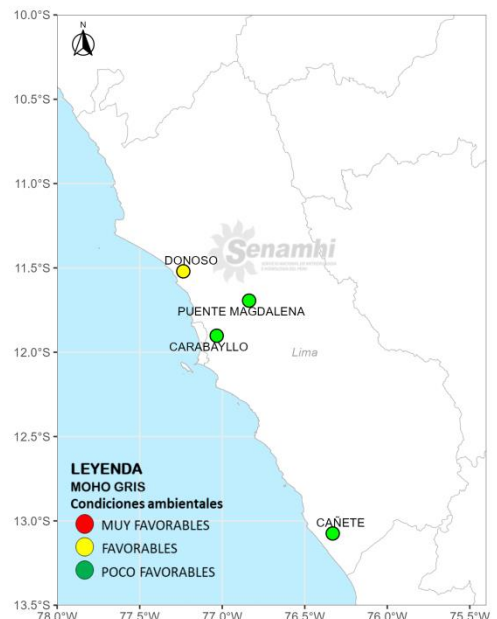 10.0°S
N
10.5°S
11.0°S
Senamhi
DONOSO
11.5°S
PUENTE MAGDALENA
CARABAYLLO
12.0°S
Lima
12.5°S
LEYENDA
MOHO GRIS
Condiciones ambientales
MUY FAVORABLES
FAVORABLES
POCO FAVORABLES
13.0°S
CAÑETE
13.5°S
78.0°W
77.5°W
77.0°W
76.5°W
76.0°W
75.5°W